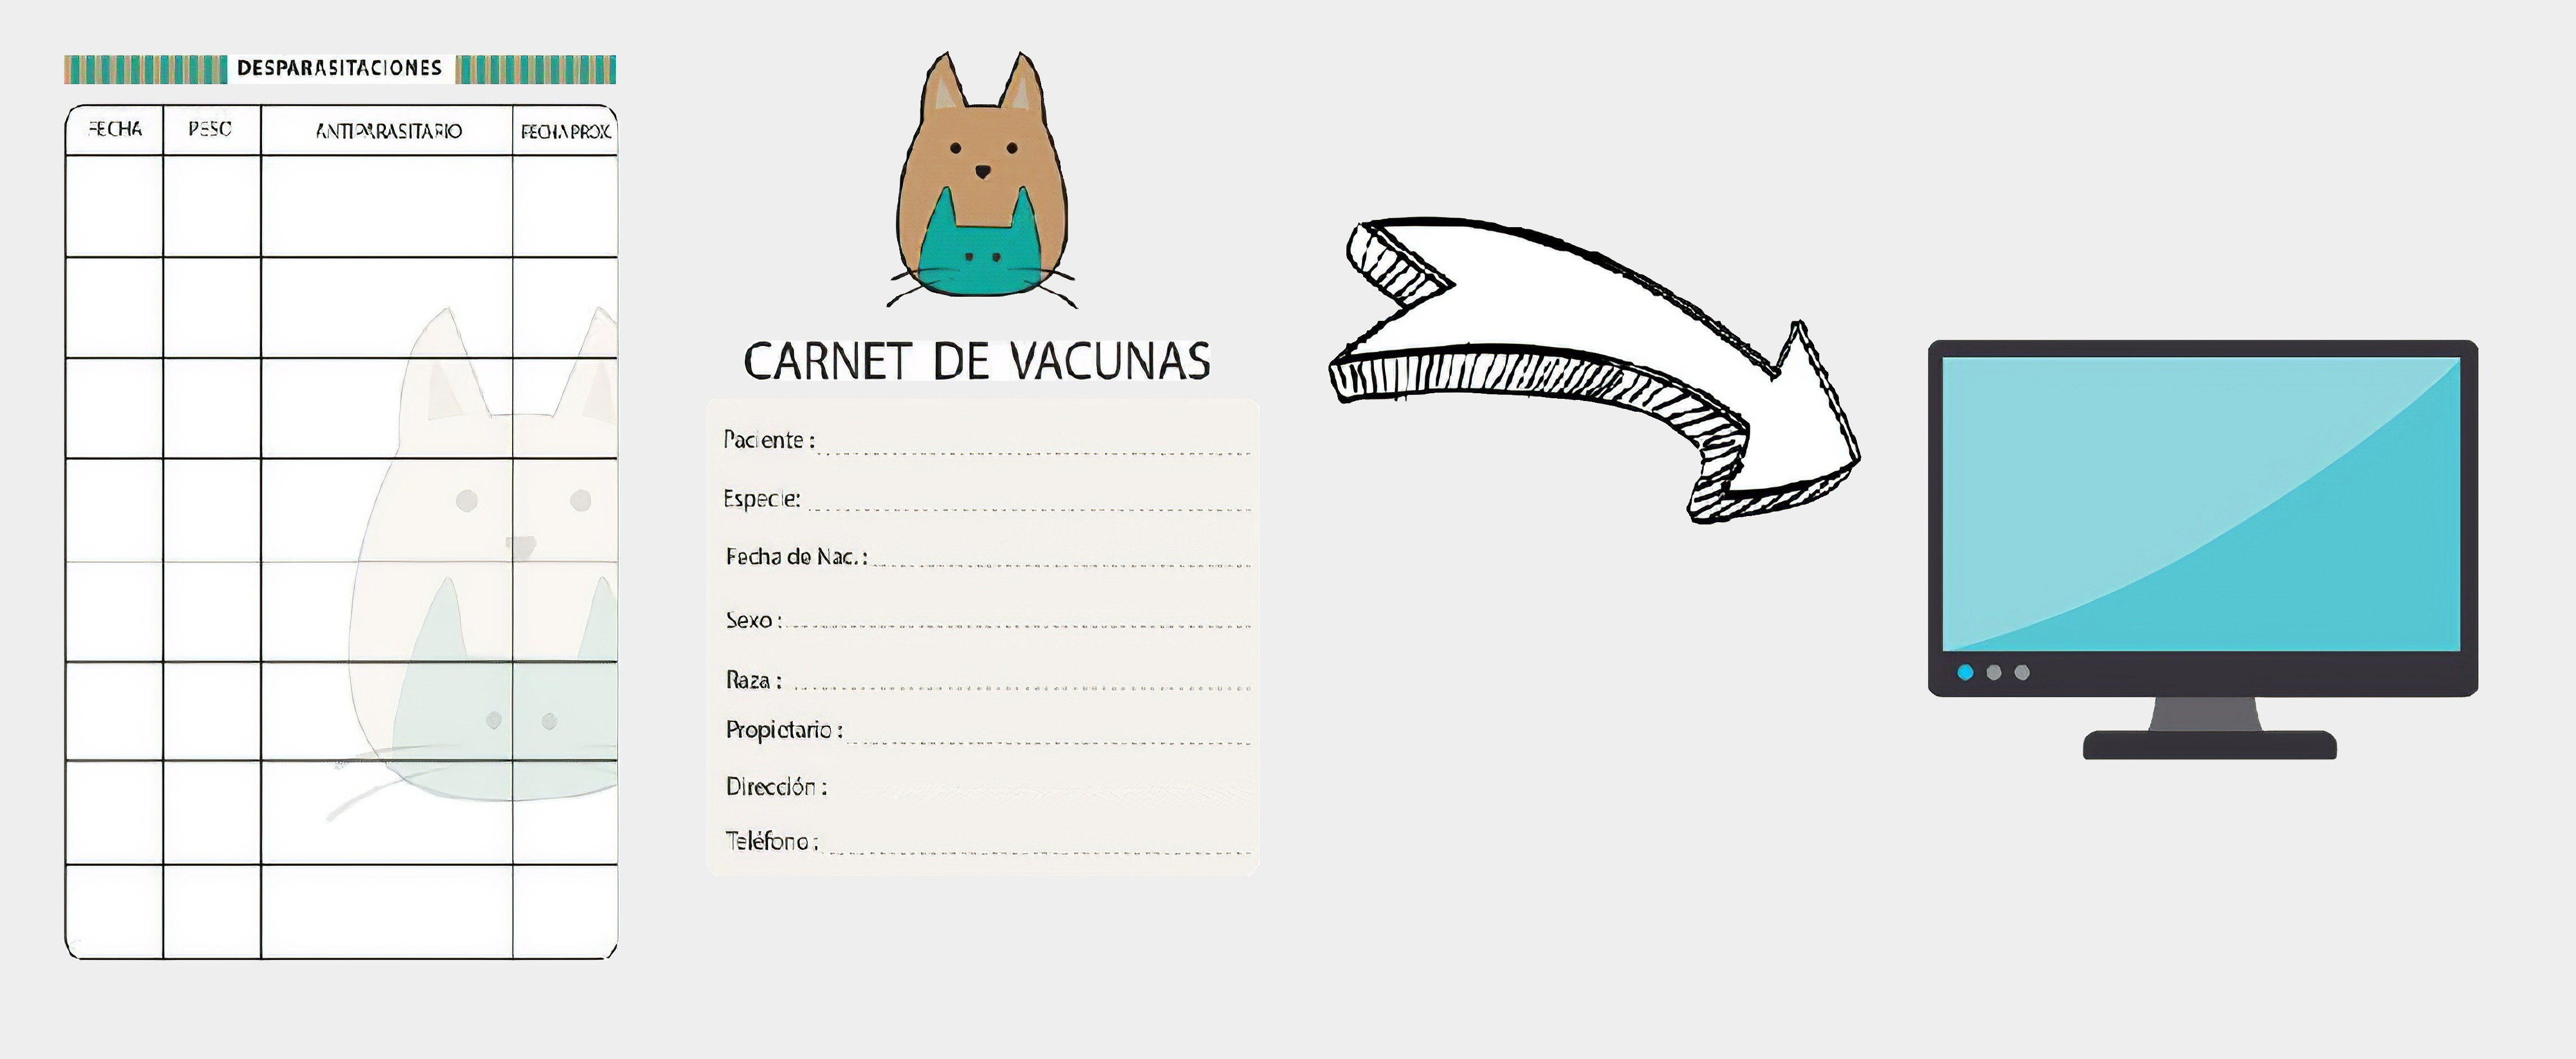 DESPARASITACIONES
FECHA PESO ANTIPARASITARIO FECHA PROX
CARNET DE VACUNAS
Paciente :
Especie:
Fecha de Nac. :
Sexo :
Raza :
Propietario :
Dirección :
Teléfono :